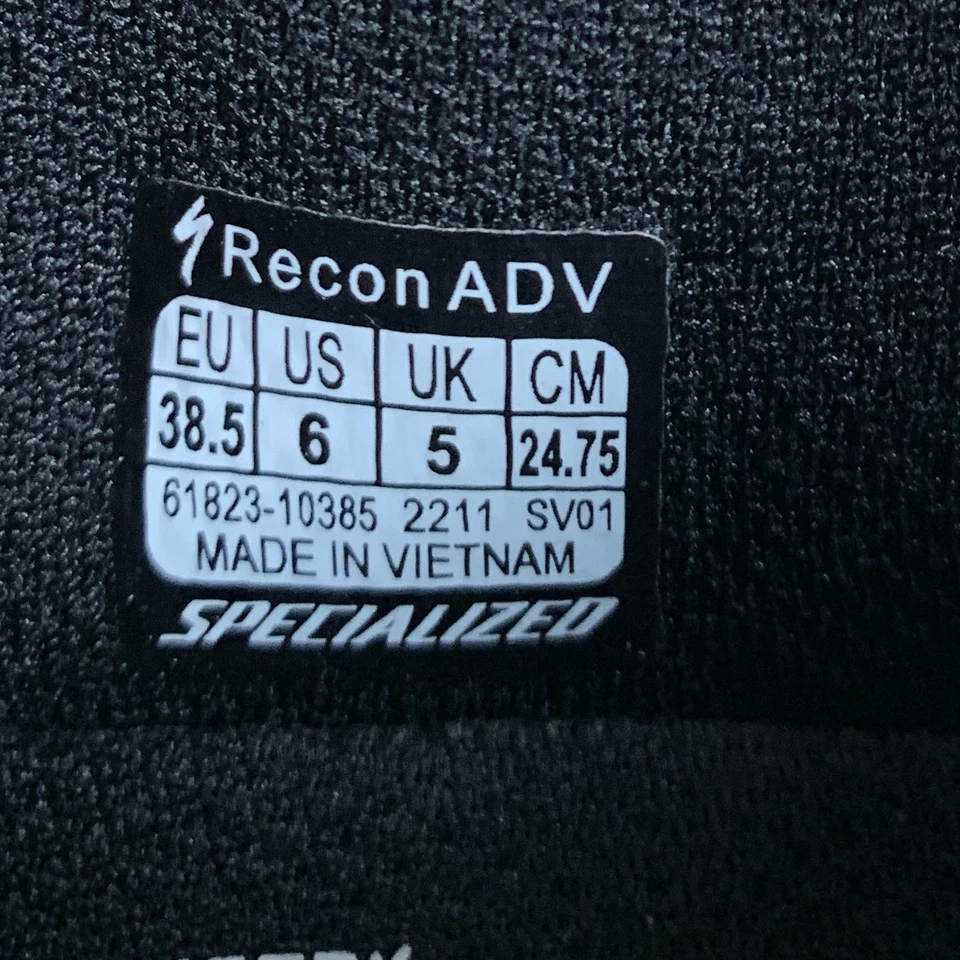 Recon ADV
EU US UK CM
38.5 6 5 24.75
61823-10385 2211 SV01
MADE IN VIETNAM
SPECIALIZED